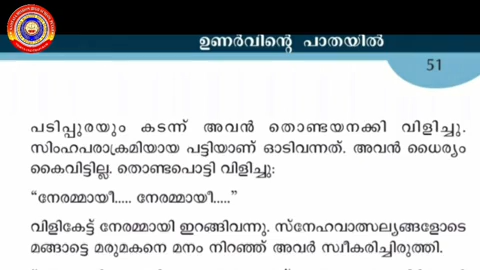 ഉണർവിന്റെ പാതയിൽ
51
പടിപ്പുരയും കടന്ന് അവൻ തൊണ്ടയനക്കി വിളിച്ചു.
സിംഹപരാക്രമിയായ പട്ടിയാണ് ഓടിവന്നത്. അവൻ ധൈര്യം
കൈവിട്ടില്ല. തൊണ്ടപൊട്ടി വിളിച്ചു:
“നേരമ്മായീ..... നേരമ്മായീ.....”
വിളികേട്ട് നേരമ്മായി ഇറങ്ങിവന്നു. സ്നേഹവാത്സല്യങ്ങളോടെ
മങ്ങാട്ടെ മരുമകനെ മനം നിറഞ്ഞ് അവർ സ്വീകരിച്ചിരുത്തി.